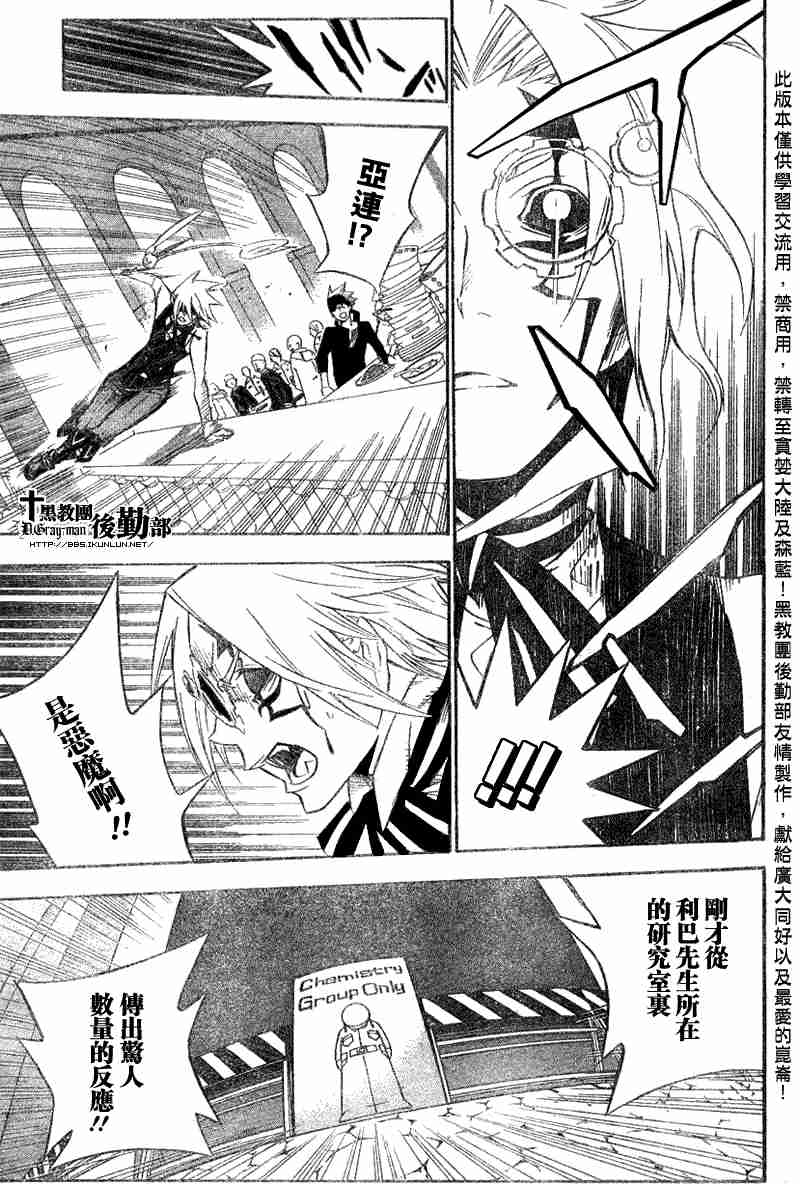 !!!
亞連!?
†黑教團
D.Gray-man 後勤部
HTTP://BBS.IKUNLUN.NET/
是惡魔啊!!
剛才從
利巴先生所在
的研究室裏
Chemistry
Group Only
傳出驚人
數量的反應!!
此版本僅供學習交流用，禁商用，禁轉至貪婪大陸及森藍！黑教團後勤部友情製作，獻給廣大同好以及最愛的崑崙！